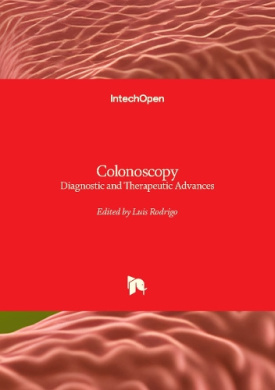 IntechOpen
Colonoscopy
Diagnostic and Therapeutic Advances
Edited by Luis Rodrigo